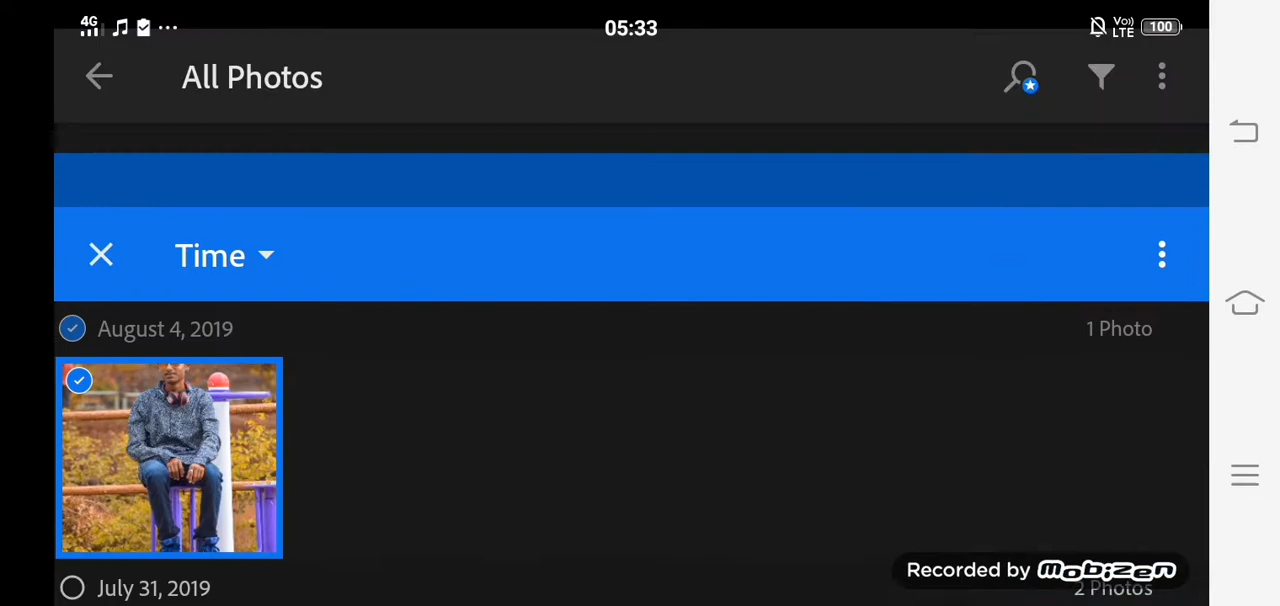 4G 05:33 Vo)) LTE 100
All Photos
Time
August 4, 2019 1 Photo
July 31, 2019 2 Photos
Recorded by Mobizen